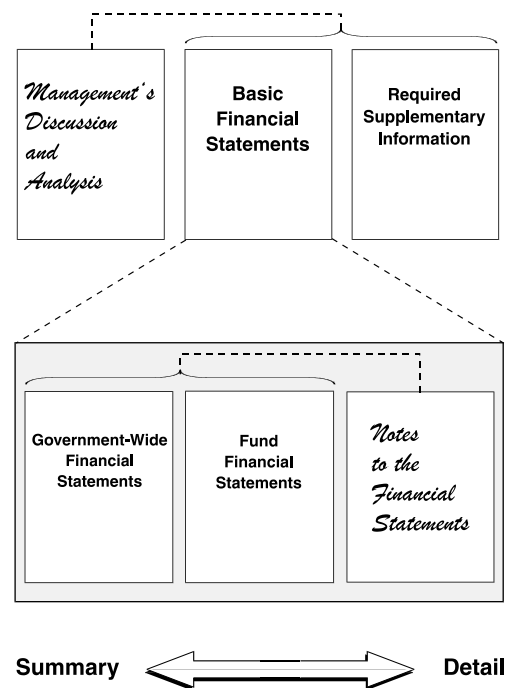 Management's
Discussion
and
Analysis
Basic
Financial
Statements
Required
Supplementary
Information
Government-Wide
Financial
Statements
Fund
Financial
Statements
Notes
to the
Financial
Statements
Summary
Detail